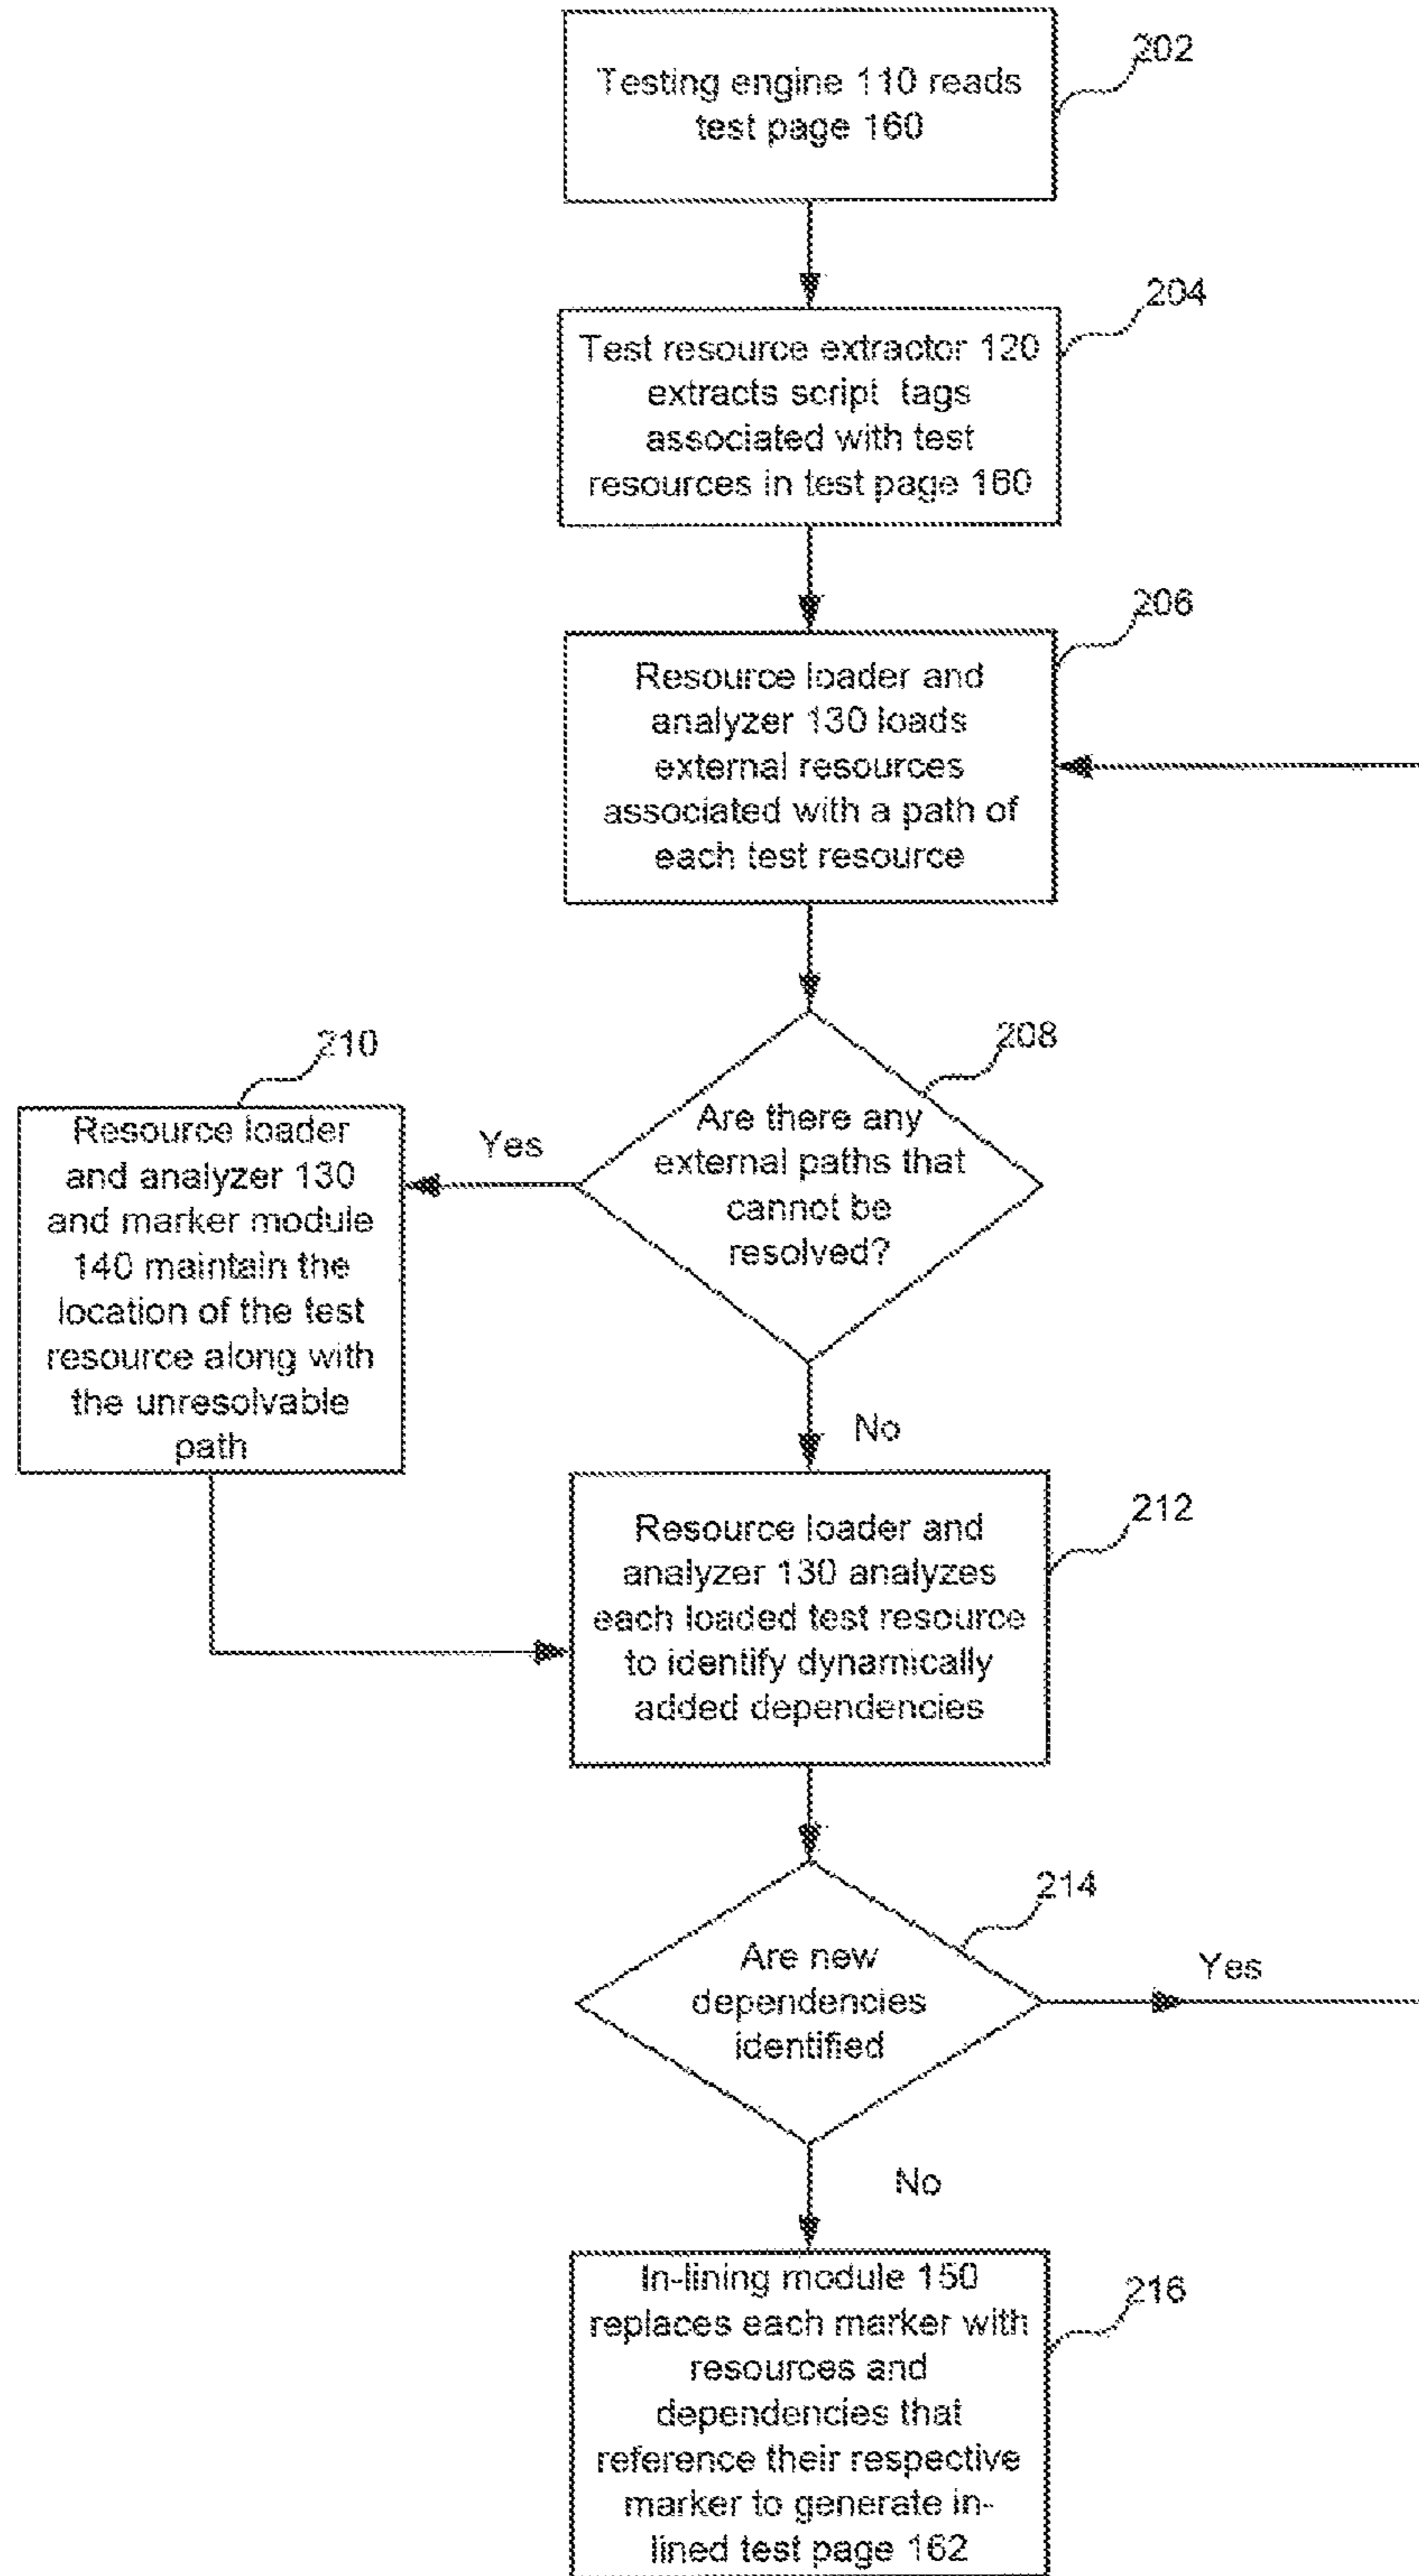 202
Testing engine 110 reads
test page 160
204
Test resource extractor 120
extracts script tags
associated with test
resources in test page 160
206
Resource loader and
analyzer 130 loads
external resources
associated with a path of
each test resource
208
Are there any
external paths that
cannot be
resolved?
Yes
210
Resource loader
and analyzer 130
and marker module
140 maintain the
location of the test
resource along with
the unresolvable
path
No
212
Resource loader and
analyzer 130 analyzes
each loaded test resource
to identify dynamically
added dependencies
214
Are new
dependencies
identified
Yes
No
216
In-lining module 150
replaces each marker with
resources and
dependencies that
reference their respective
marker to generate in-
lined test page 162